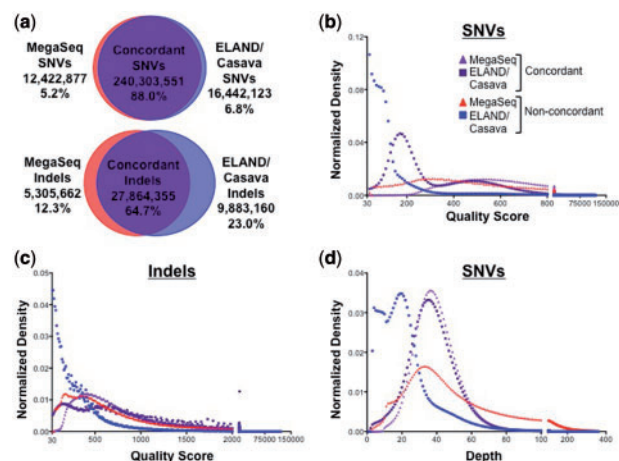 (a)
MegaSeq
SNVs
12,422,877
5.2%
Concordant
SNVs
240,303,551
88.0%
ELAND/
Casava
SNVs
16,442,123
6.8%
MegaSeq
Indels
5,305,662
12.3%
Concordant
Indels
27,864,355
64.7%
ELAND/
Casava
Indels
9,883,160
23.0%
(b)
SNVs
Normalized Density
0.12
0.08
0.04
0.00
MegaSeq
ELAND/
Casava
Concordant
MegaSeq
ELAND/
Casava
Non-concordant
30 200 400 600 800 75000 150000
Quality Score
(c)
Indels
Normalized Density
0.05
0.04
0.03
0.02
0.01
0.00
30 500 1000 1500 2000 75000 150000
Quality Score
(d)
SNVs
Normalized Density
0.04
0.03
0.02
0.01
0.00
0 20 40 60 80 100 200 400
Depth